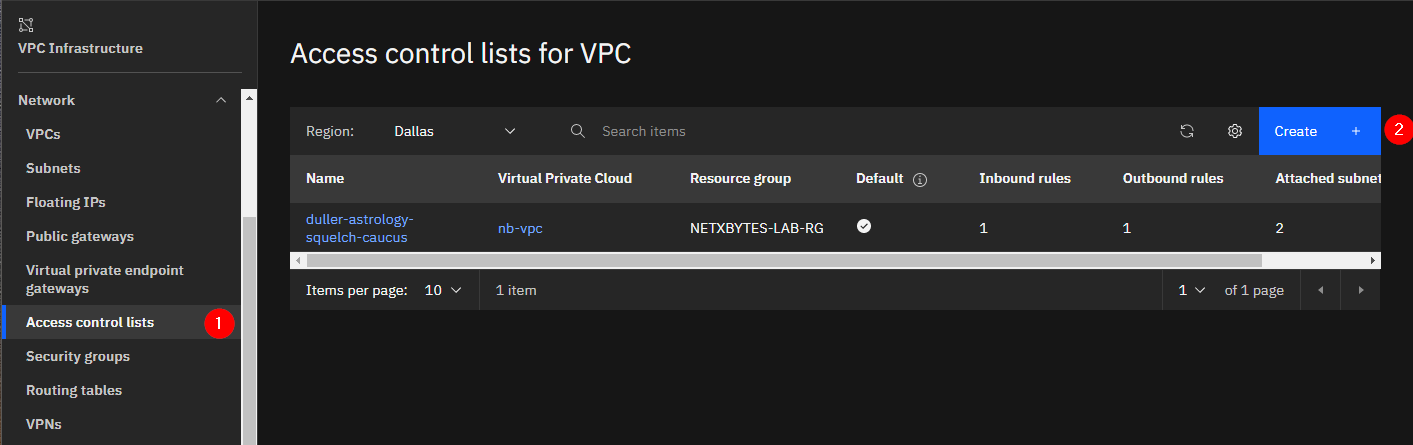 VPC Infrastructure
Network
VPCs
Subnets
Floating IPs
Public gateways
Virtual private endpoint
gateways
Access control lists
1
Security groups
Routing tables
VPNs
Access control lists for VPC
Region: Dallas Search items Create + 2
Name Virtual Private Cloud Resource group Default Inbound rules Outbound rules Attached subnet
duller-astrology-
squelch-caucus nb-vpc NETXBYTES-LAB-RG 1 1 2
Items per page: 10 1 item 1 of 1 page